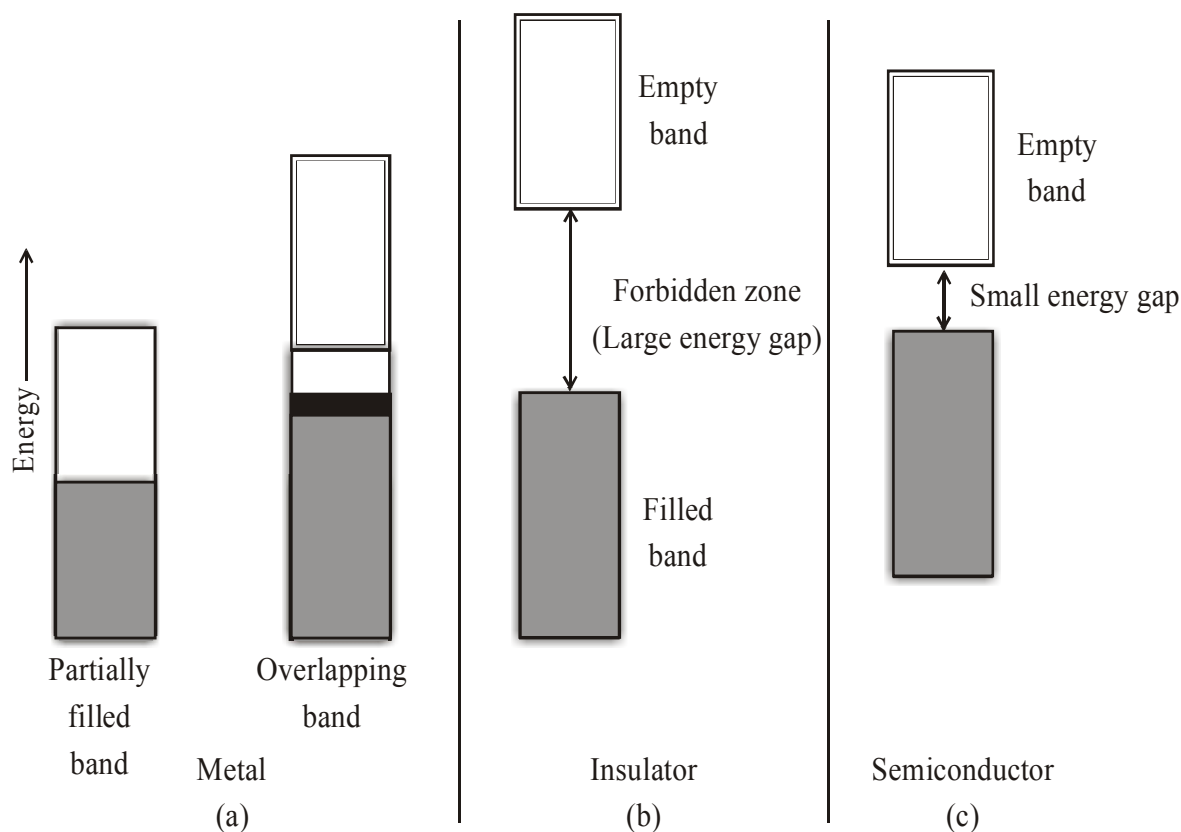 Energy
Partially
filled
band
Overlapping
band
Metal
(a)
Empty
band
Forbidden zone
(Large energy gap)
Filled
band
Insulator
(b)
Empty
band
Small energy gap
Semiconductor
(c)